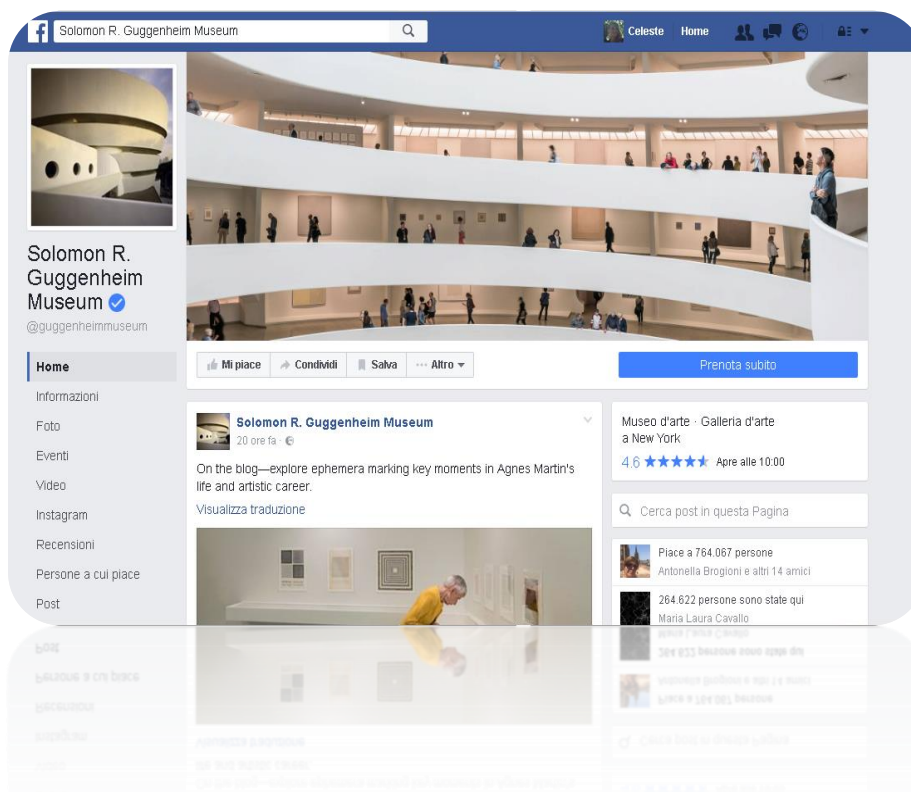 Solomon R. Guggenheim Museum
Celeste Home
Solomon R.
Guggenheim
Museum
@guggenheimmuseum
Home
Informazioni
Foto
Eventi
Video
Instagram
Recensioni
Persone a cui piace
Post
Mi piace Condividi Salva Altro
Prenota subito
Solomon R. Guggenheim Museum
20 ore fa
On the blog—explore ephemera marking key moments in Agnes Martin's
life and artistic career.
Visualizza traduzione
Museo d'arte · Galleria d'arte
a New York
4.6 Apre alle 10:00
Cerca post in questa Pagina
Piace a 764.067 persone
Antonella Brogioni e altri 14 amici
264.622 persone sono state qui
Maria Laura Cavallo